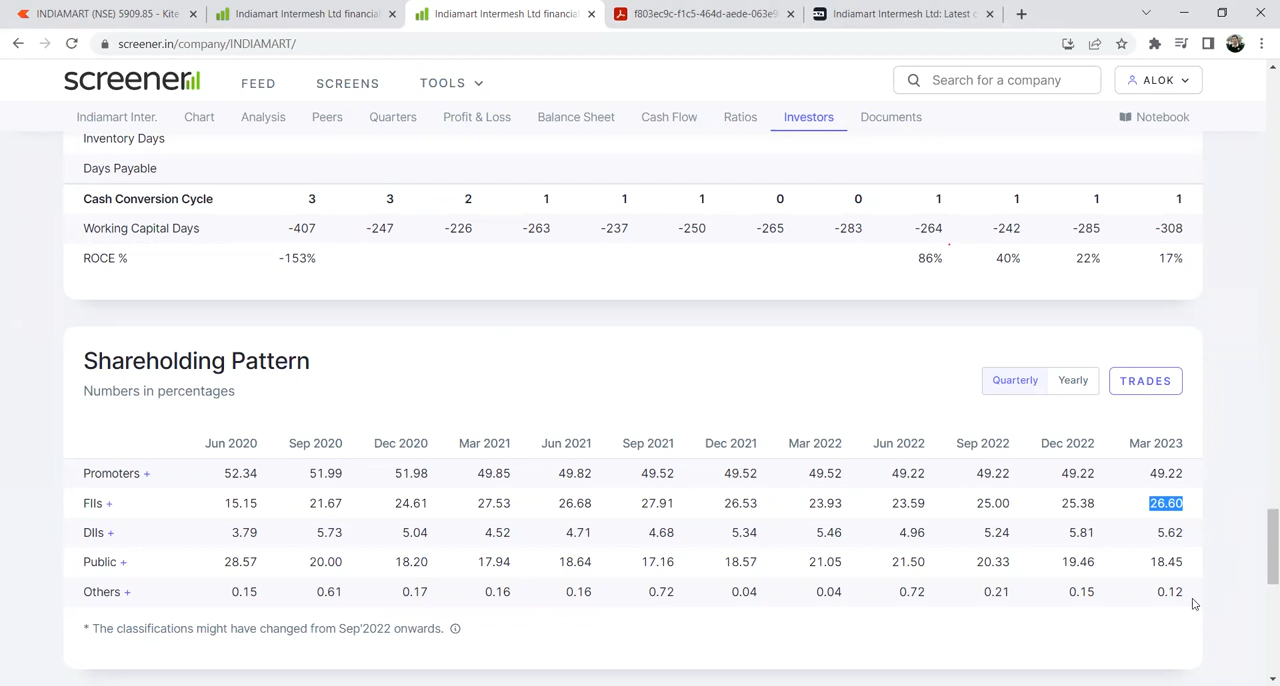 INDIAMART (NSE) 5909.85 - Kite
Indiamart Intermesh Ltd financial
Indiamart Intermesh Ltd financial
f803ec9c-f1c5-464d-aede-063e9
Indiamart Intermesh Ltd: Latest c
screener.in/company/INDIAMART/
screener
FEED
SCREENS
TOOLS
Search for a company
ALOK
Indiamart Inter.
Chart
Analysis
Peers
Quarters
Profit & Loss
Balance Sheet
Cash Flow
Ratios
Investors
Documents
Notebook
Inventory Days
Days Payable
Cash Conversion Cycle 3 3 2 1 1 1 0 0 1 1 1 1
Working Capital Days -407 -247 -226 -263 -237 -250 -265 -283 -264 -242 -285 -308
ROCE % -153% 86% 40% 22% 17%
Shareholding Pattern
Numbers in percentages
Quarterly
Yearly
TRADES
Jun 2020 Sep 2020 Dec 2020 Mar 2021 Jun 2021 Sep 2021 Dec 2021 Mar 2022 Jun 2022 Sep 2022 Dec 2022 Mar 2023
Promoters + 52.34 51.99 51.98 49.85 49.82 49.52 49.52 49.52 49.22 49.22 49.22 49.22
FIIs + 15.15 21.67 24.61 27.53 26.68 27.91 26.53 23.93 23.59 25.00 25.38 26.60
DIIs + 3.79 5.73 5.04 4.52 4.71 4.68 5.34 5.46 4.96 5.24 5.81 5.62
Public + 28.57 20.00 18.20 17.94 18.64 17.16 18.57 21.05 21.50 20.33 19.46 18.45
Others + 0.15 0.61 0.17 0.16 0.16 0.72 0.04 0.04 0.72 0.21 0.15 0.12
* The classifications might have changed from Sep'2022 onwards.